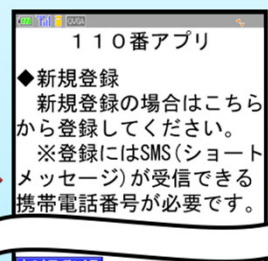 110番アプリ
◆新規登録
新規登録の場合はこちら
から登録してください。
※登録にはSMS(ショート
メッセージ)が受信できる
携帯電話番号が必要です。